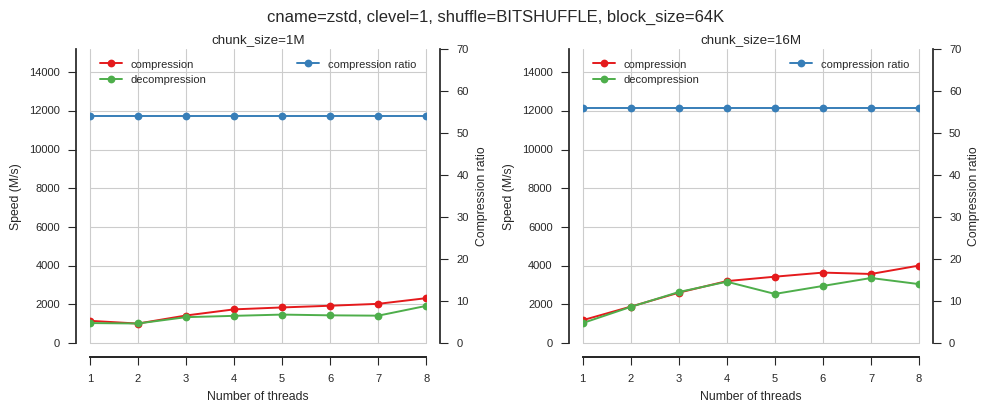 cname=zstd, clevel=1, shuffle=BITSHUFFLE, block_size=64K
chunk_size=1M
compression
decompression
compression ratio
14000
12000
10000
8000
6000
4000
2000
0
Speed (M/s)
70
60
50
40
30
20
10
0
Compression ratio
1 2 3 4 5 6 7 8
Number of threads
chunk_size=16M
compression
decompression
compression ratio
14000
12000
10000
8000
6000
4000
2000
0
Speed (M/s)
70
60
50
40
30
20
10
0
Compression ratio
1 2 3 4 5 6 7 8
Number of threads